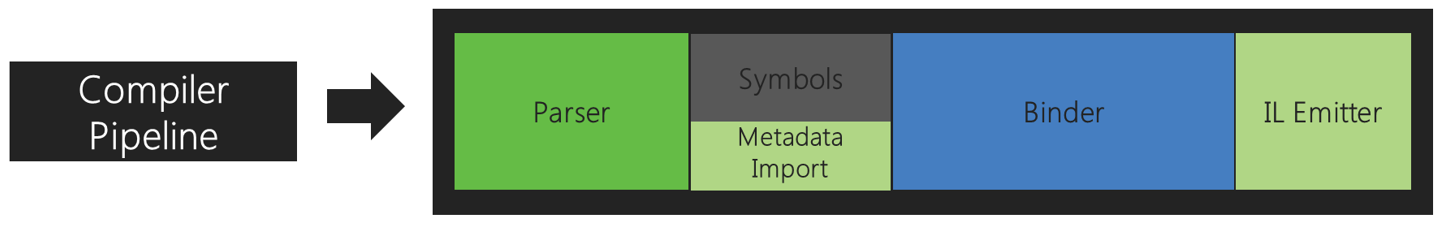 Compiler
Pipeline
Parser
Symbols
Metadata
Import
Binder
IL Emitter